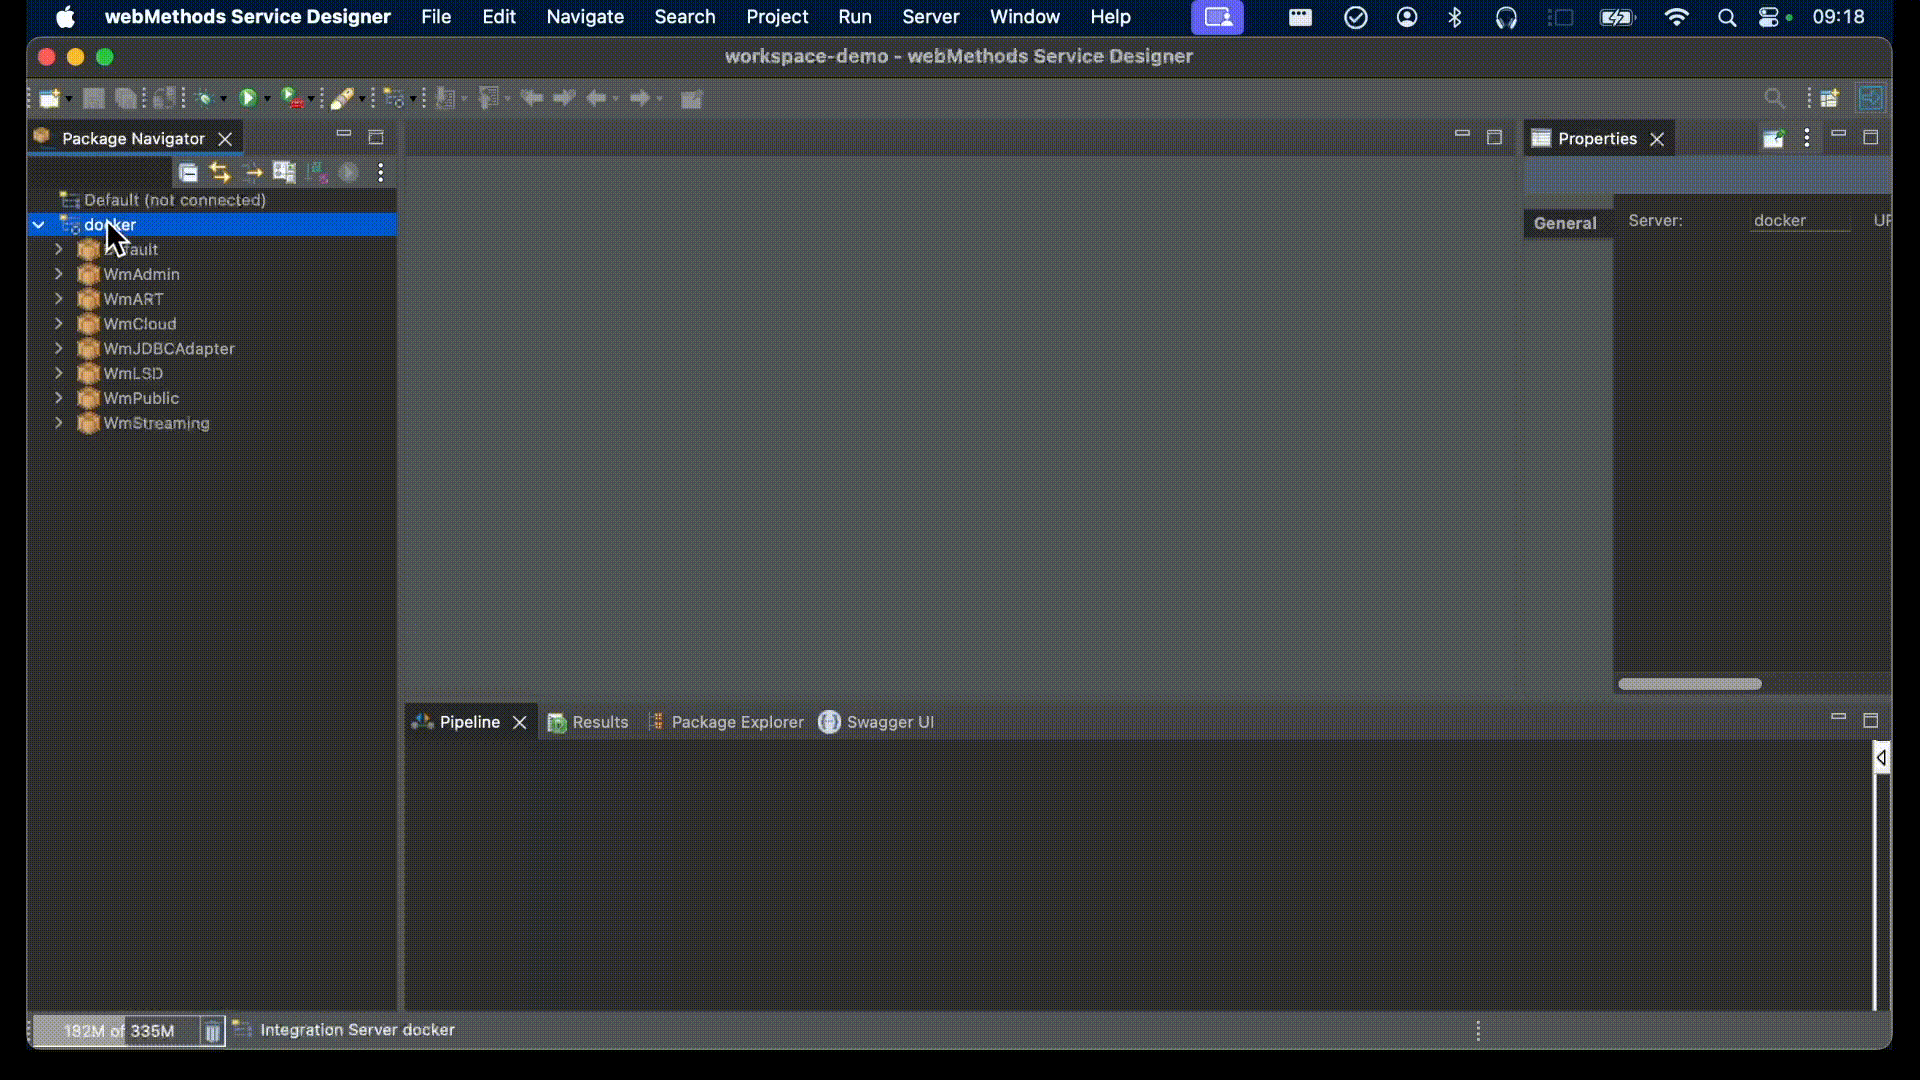 webMethods Service Designer File Edit Navigate Search Project Run Server Window Help 09:18
workspace-demo - webMethods Service Designer
Package Navigator
Properties
Default (not connected)
docker
Default
WmAdmin
WmART
WmCloud
WmJDBCAdapter
WmLSD
WmPublic
WmStreaming
General
Server: docker
Pipeline Results Package Explorer Swagger UI
192M of 335M
Integration Server docker